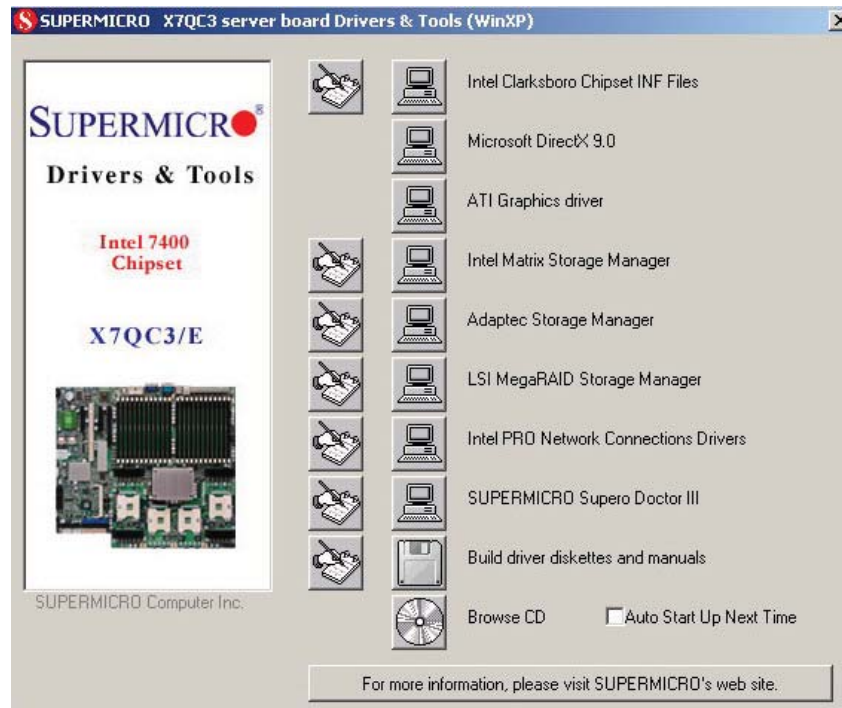 SUPERMICRO X7QC3 server board Drivers & Tools (WinXP)
SUPERMICRO®
Drivers & Tools
Intel 7400
Chipset
X7QC3/E
SUPERMICRO Computer Inc.
Intel Clarksboro Chipset INF Files
Microsoft DirectX 9.0
ATI Graphics driver
Intel Matrix Storage Manager
Adaptec Storage Manager
LSI MegaRAID Storage Manager
Intel PRO Network Connections Drivers
SUPERMICRO Supero Doctor III
Build driver diskettes and manuals
Browse CD Auto Start Up Next Time
For more information, please visit SUPERMICRO's web site.